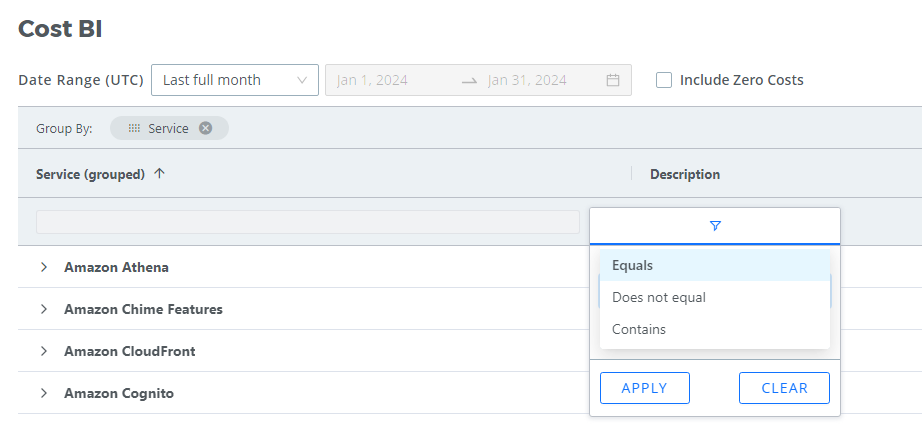 Cost BI
Date Range (UTC) Last full month Jan 1, 2024 Jan 31, 2024 Include Zero Costs
Group By: Service
Service (grouped) Description
Amazon Athena
Equals
Does not equal
Contains
Amazon Chime Features
Amazon CloudFront
Amazon Cognito
APPLY CLEAR